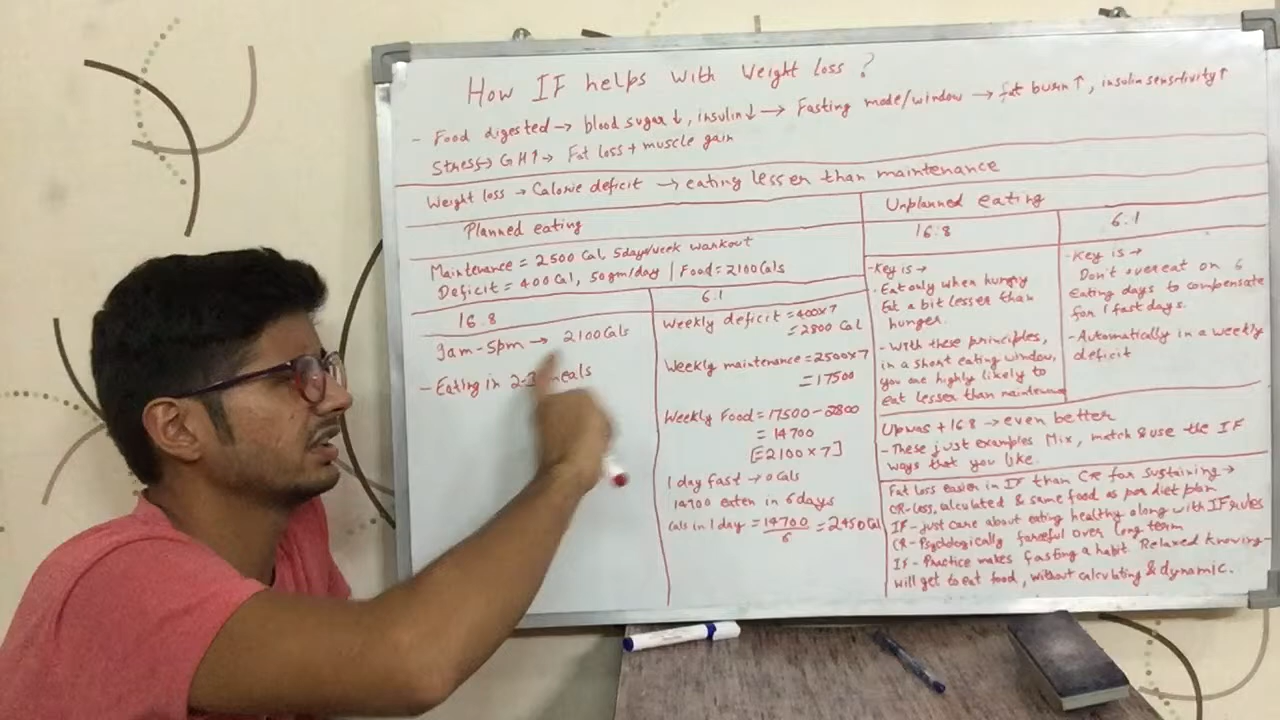 How IF helps with Weight loss?
- Food digested → blood sugar ↓, insulin ↓ → Fasting mode/window → fat burn ↑, insulin sensitivity ↑
Stress → GH↑ → Fat loss + muscle gain
Weight loss → Calorie deficit → eating lesser than maintenance
Planned eating
Maintenance = 2500 Cal, 5days/week workout
Deficit = 400 Cal, 50gm/day | Food = 2100 Cals
16:8
9am-5pm → 2100 Cals
- Eating in 2-3 meals
6:1
Weekly deficit = 400x7
= 2800 Cal
Weekly maintenance = 2500x7
= 17500
Weekly Food = 17500 - 2800
= 14700
[= 2100 x 7]
1 day fast → 0 Cals
14700 eaten in 6 days
Cals in 1 day = 14700/6 = 2450 Cal
Unplanned eating
16:8
- Key is →
- Eat only when hungry
Eat a bit lesser than
hunger.
- With these principles,
in a short eating window,
you are highly likely to
eat lesser than maintenance
6:1
- Key is →
Don't overeat on 6
Eating days to compensate
for 1 fast days.
- Automatically in a weekly
deficit
Upwas + 16:8 → even better
- These just examples Mix, match & use the IF
ways that you like.
Fat Loss easier in IF than CR for sustaining →
CR-Loss, calculated & same food as per diet plan
IF - just care about eating healthy along with IF rules
CR - Psychologically forceful over long term
IF - Practice makes fasting a habit. Relaxed knowing -
will get to eat food, without calculating & dynamic.